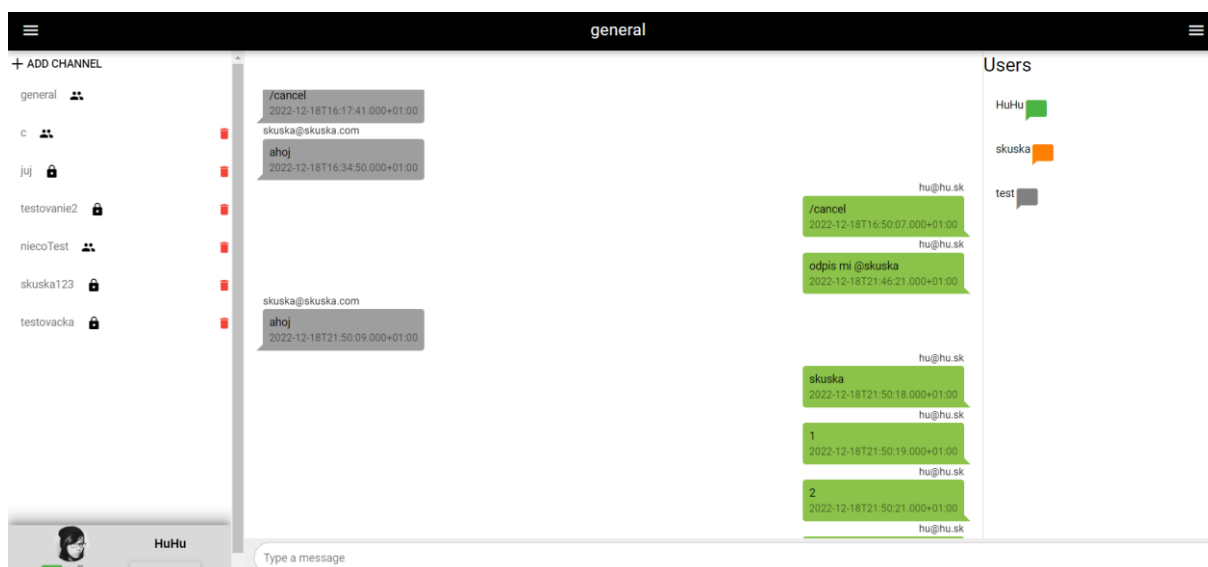 general
ADD CHANNEL
general
c
juj
testovanie2
niecoTest
skuska123
testovacka
HuHu
/cancel
2022-12-18T16:17:41.000+01:00
skuska@skuska.com
ahoj
2022-12-18T16:34:50.000+01:00
hu@hu.sk
/cancel
2022-12-18T16:50:07.000+01:00
hu@hu.sk
odpis mi @skuska
2022-12-18T21:46:21.000+01:00
skuska@skuska.com
ahoj
2022-12-18T21:50:09.000+01:00
hu@hu.sk
skuska
2022-12-18T21:50:18.000+01:00
hu@hu.sk
1
2022-12-18T21:50:19.000+01:00
hu@hu.sk
2
2022-12-18T21:50:21.000+01:00
hu@hu.sk
Type a message
Users
HuHu
skuska
test